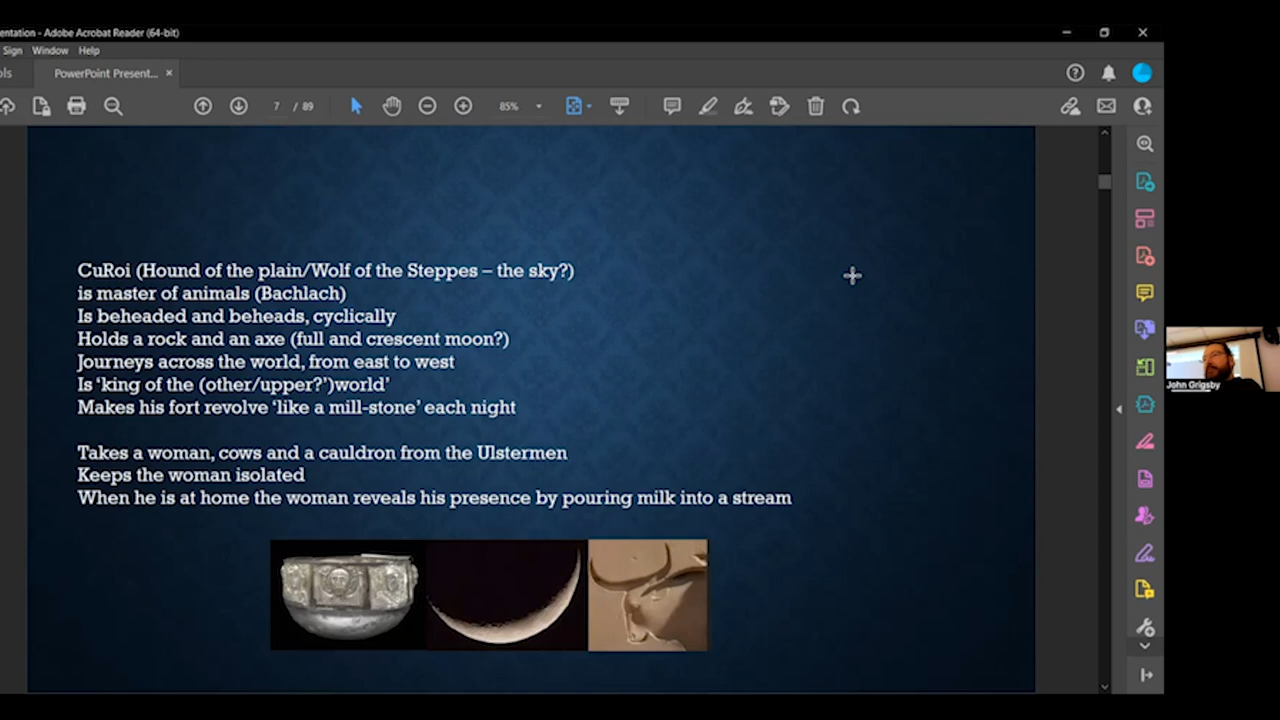 entation - Adobe Acrobat Reader (64-bit)
Sign Window Help
ols PowerPoint Present... ×
7 / 89 85%
CuRoi (Hound of the plain/Wolf of the Steppes – the sky?)
is master of animals (Bachlach)
Is beheaded and beheads, cyclically
Holds a rock and an axe (full and crescent moon?)
Journeys across the world, from east to west
Is ‘king of the (other/upper?’)world’
Makes his fort revolve ‘like a mill-stone’ each night
Takes a woman, cows and a cauldron from the Ulstermen
Keeps the woman isolated
When he is at home the woman reveals his presence by pouring milk into a stream
John Grigsby